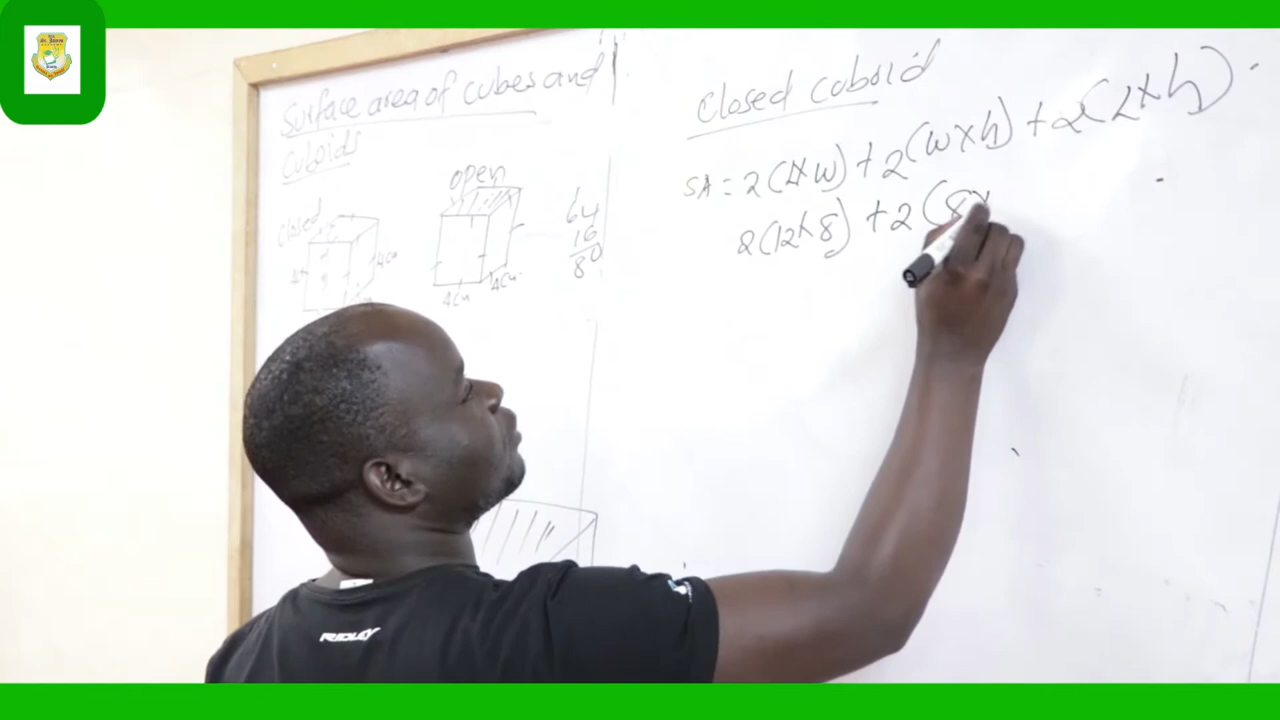 Surface area of cubes and
cuboids
closed
open
4cm
4cm
4cm
64
16
80
closed cuboid
SA = 2(L×w) + 2(w×h) + 2(L×h)
2(12×8) + 2(8×
RIDLEY